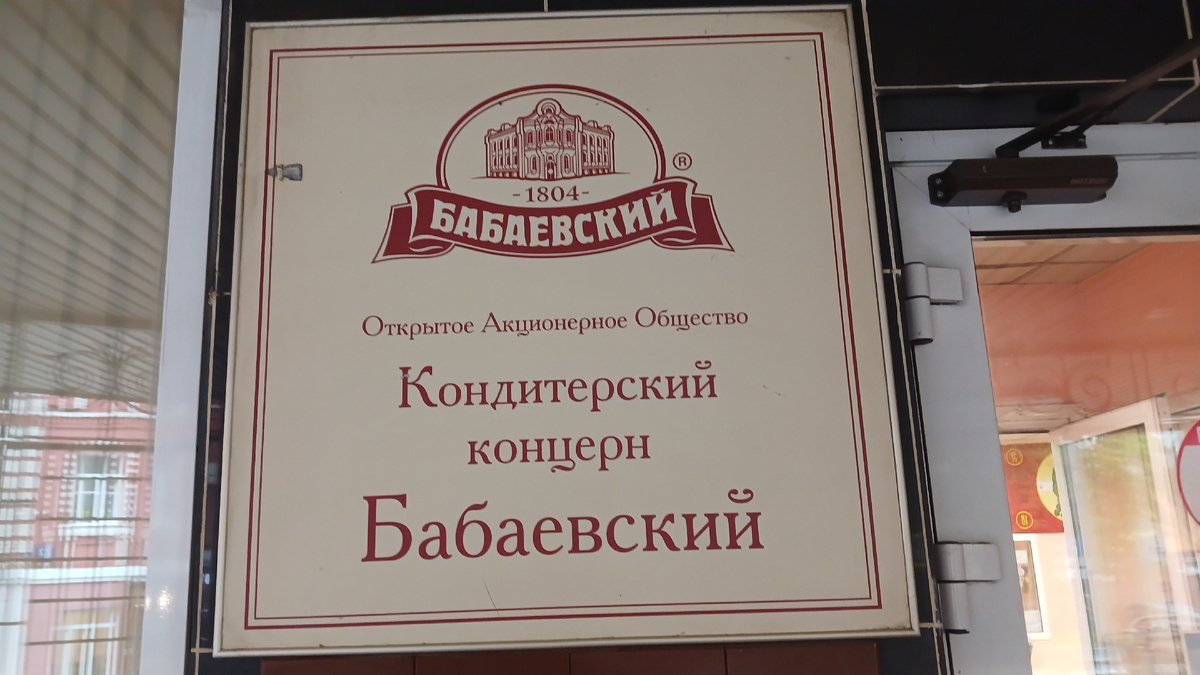 ®
-1804-
БАБАЕВСКИЙ
Открытое Акционерное Общество
Кондитерский
концерн
Бабаевский